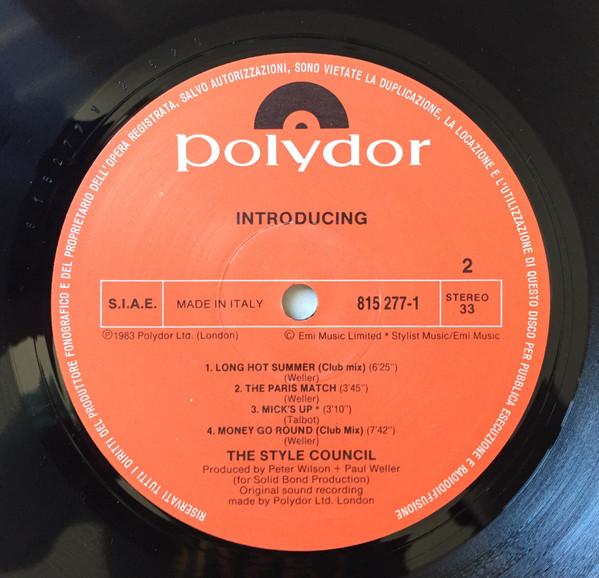 RISERVATI TUTTI I DIRITTI DEL PRODUTTORE FONOGRAFICO E DEL PROPRIETARIO DELL'OPERA REGISTRATA, SALVO AUTORIZZAZIONI, SONO VIETATE LA DUPLICAZIONE, LA LOCAZIONE E L'UTILIZZAZIONE DI QUESTO DISCO PER PUBBLICA ESECUZIONE E RADIODIFFUSIONE
polydor
INTRODUCING
2
S.I.A.E. MADE IN ITALY 815 277-1 STEREO
33
℗1983 Polydor Ltd. (London) © Emi Music Limited * Stylist Music/Emi Music
1. LONG HOT SUMMER (Club mix) (6'25")
(Weller)
2. THE PARIS MATCH (3'45")
(Weller)
3. MICK'S UP * (3'10")
(Talbot)
4. MONEY GO ROUND (Club Mix) (7'42")
(Weller)
THE STYLE COUNCIL
Produced by Peter Wilson + Paul Weller
(for Solid Bond Production)
Original sound recording
made by Polydor Ltd. London